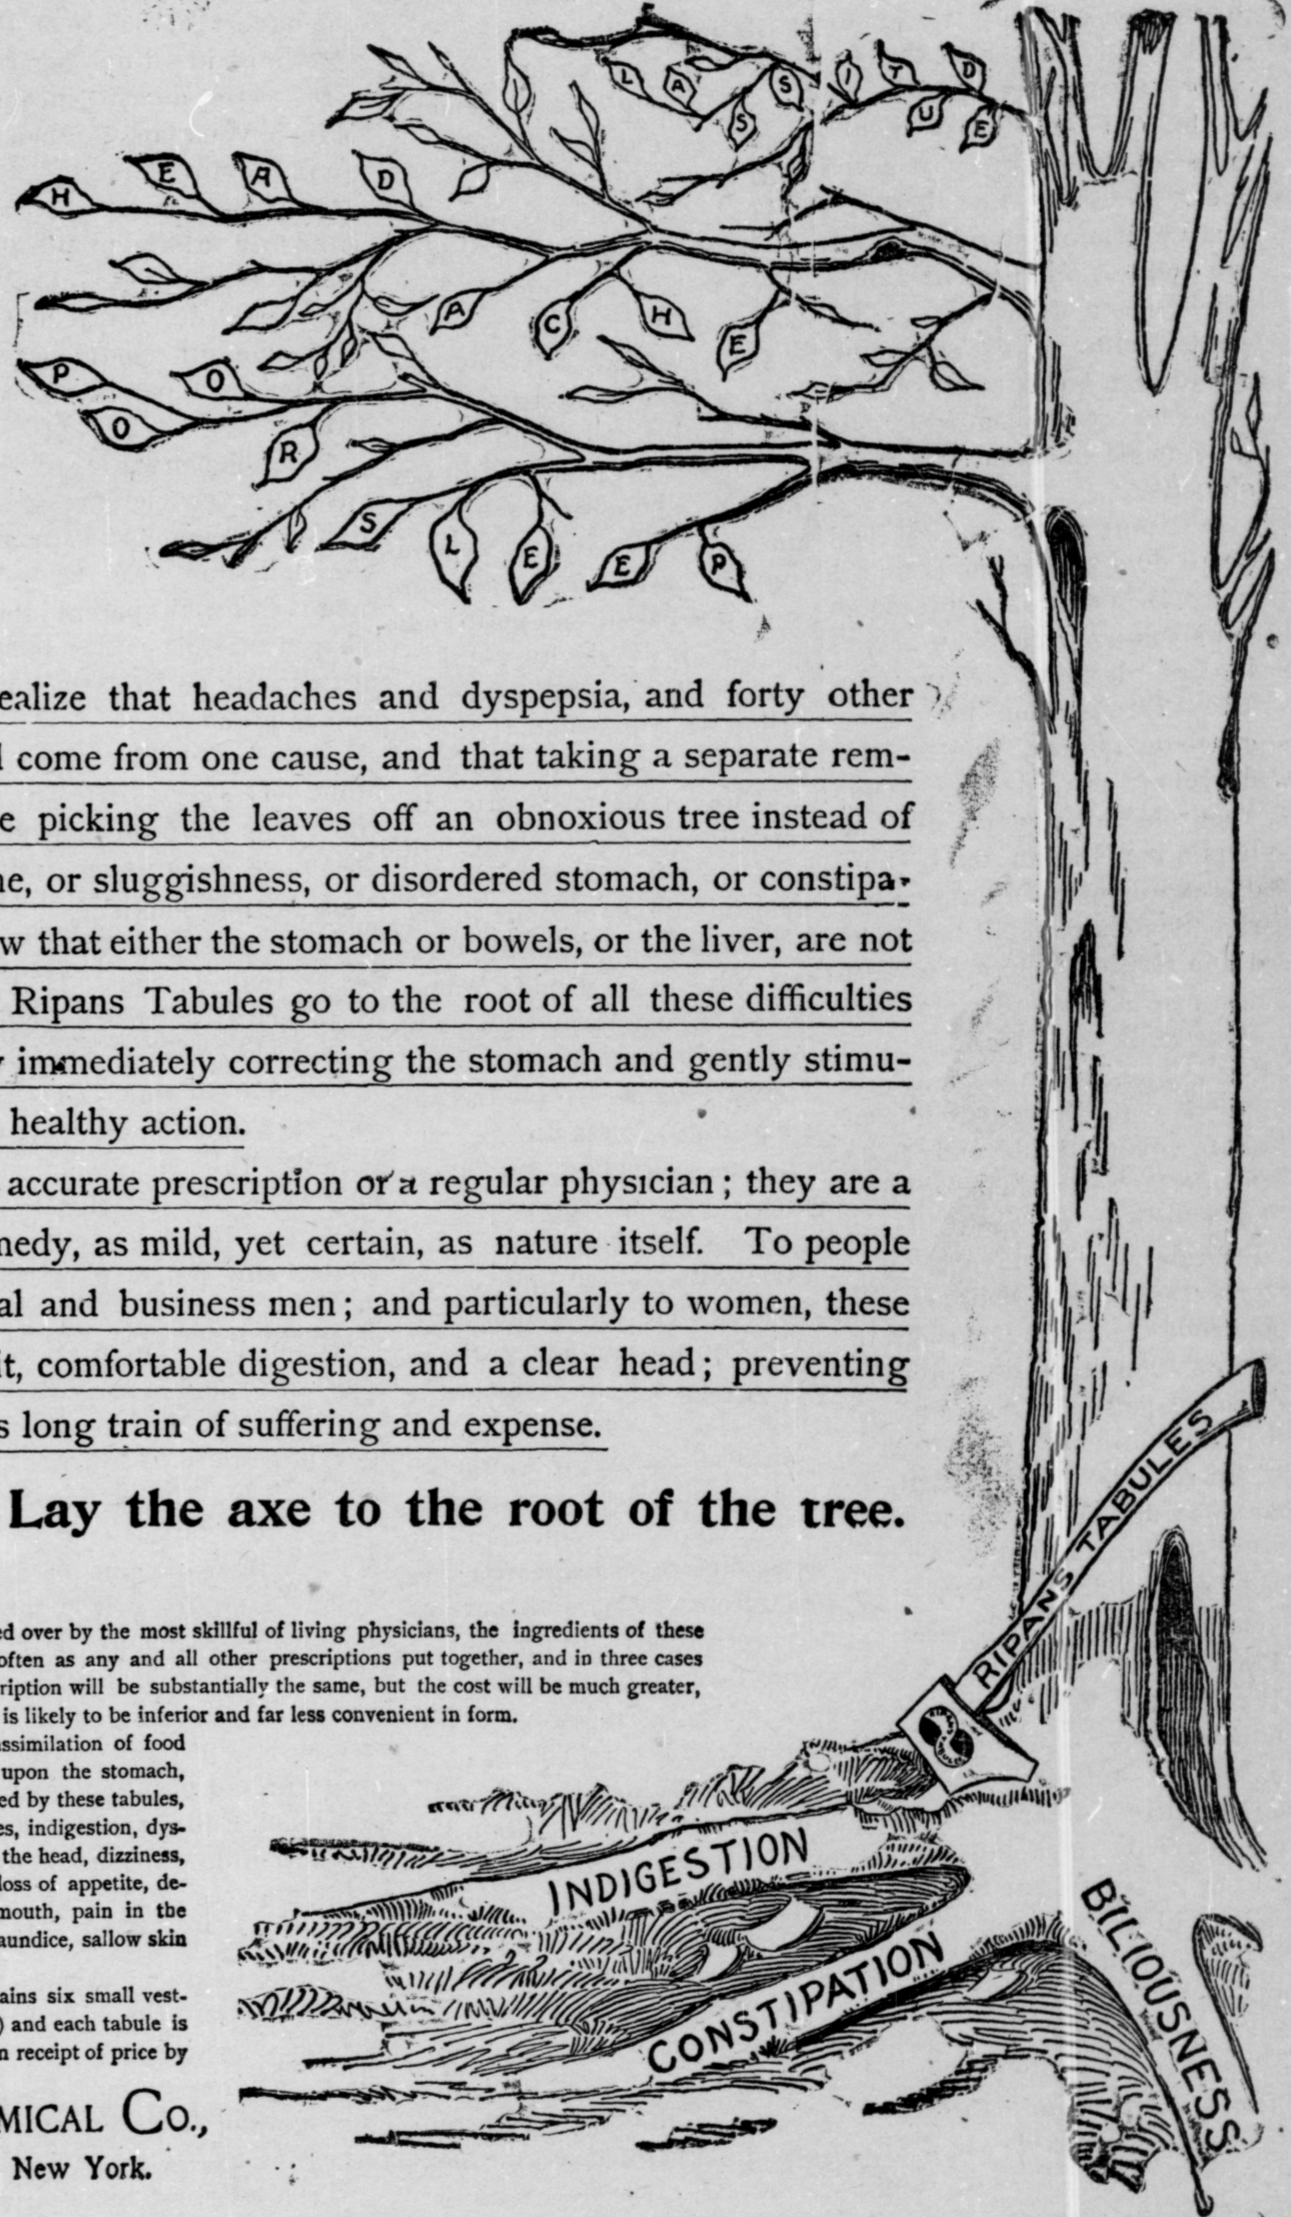 LASSITUDE
HEADACHE
POOR
SLEEP
ealize that headaches and dyspepsia, and forty other
l come from one cause, and that taking a separate rem-
e picking the leaves off an obnoxious tree instead of
ne, or sluggishness, or disordered stomach, or constipa-
w that either the stomach or bowels, or the liver, are not
Ripans Tabules go to the root of all these difficulties
y immediately correcting the stomach and gently stimu-
healthy action.
accurate prescription or a regular physician; they are a
nedy, as mild, yet certain, as nature itself. To people
al and business men; and particularly to women, these
it, comfortable digestion, and a clear head; preventing
s long train of suffering and expense.
Lay the axe to the root of the tree.
RIPANS TABULES
ed over by the most skillful of living physicians, the ingredients of these
often as any and all other prescriptions put together, and in three cases
ription will be substantially the same, but the cost will be much greater,
is likely to be inferior and far less convenient in form.
ssimilation of food
upon the stomach,
ed by these tabules,
es, indigestion, dys-
the head, dizziness,
loss of appetite, de-
mouth, pain in the
aundice, sallow skin
INDIGESTION
CONSTIPATION
BILIOUSNESS
ains six small vest-
) and each tabule is
n receipt of price by
MICAL CO.,
New York.